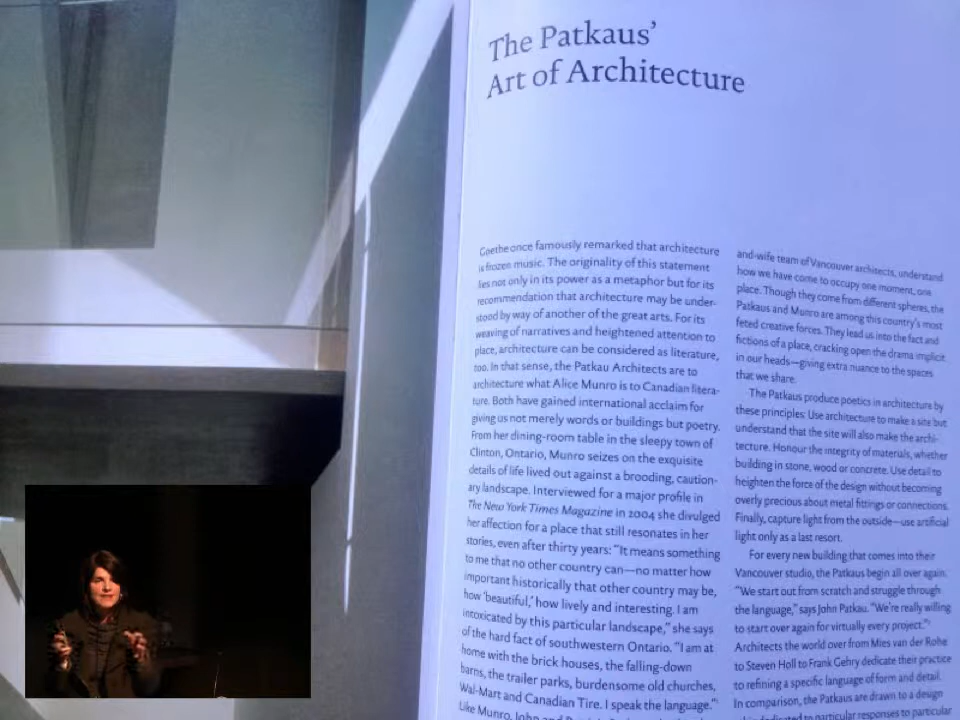 The Patkaus'
Art of Architecture
Goethe once famously remarked that architecture
is frozen music. The originality of this statement
lies not only in its power as a metaphor but for its
recommendation that architecture may be under-
stood by way of another of the great arts. For its
weaving of narratives and heightened attention to
place, architecture can be considered as literature,
too. In that sense, the Patkau Architects are to
architecture what Alice Munro is to Canadian litera-
ture. Both have gained international acclaim for
giving us not merely words or buildings but poetry.
From her dining-room table in the sleepy town of
Clinton, Ontario, Munro seizes on the exquisite
details of life lived out against a brooding, caution-
ary landscape. Interviewed for a major profile in
The New York Times Magazine in 2004 she divulged
her affection for a place that still resonates in her
stories, even after thirty years: "It means something
to me that no other country can—no matter how
important historically that other country may be,
how 'beautiful,' how lively and interesting. I am
intoxicated by this particular landscape," she says
of the hard fact of southwestern Ontario. "I am at
home with the brick houses, the falling-down
barns, the trailer parks, burdensome old churches,
Wal-Mart and Canadian Tire. I speak the language."
Like Munro, John and
and-wife team of Vancouver architects, understand
how we have come to occupy one moment, one
place. Though they come from different spheres, the
Patkaus and Munro are among this country's most
feted creative forces. They lead us into the fact and
fictions of a place, cracking open the drama implicit
in our heads—giving extra nuance to the spaces
that we share.
The Patkaus produce poetics in architecture by
these principles: Use architecture to make a site but
understand that the site will also make the archi-
tecture. Honour the integrity of materials, whether
building in stone, wood or concrete. Use detail to
heighten the force of the design without becoming
overly precious about metal fittings or connections.
Finally, capture light from the outside—use artificial
light only as a last resort.
For every new building that comes into their
Vancouver studio, the Patkaus begin all over again.
"We start out from scratch and struggle through
the language," says John Patkau. "We're really willing
to start over again for virtually every project."
Architects the world over from Mies van der Rohe
to Steven Holl to Frank Gehry dedicate their practice
to refining a specific language of form and detail.
In comparison, the Patkaus are drawn to a design
dedicated to particular responses to particular